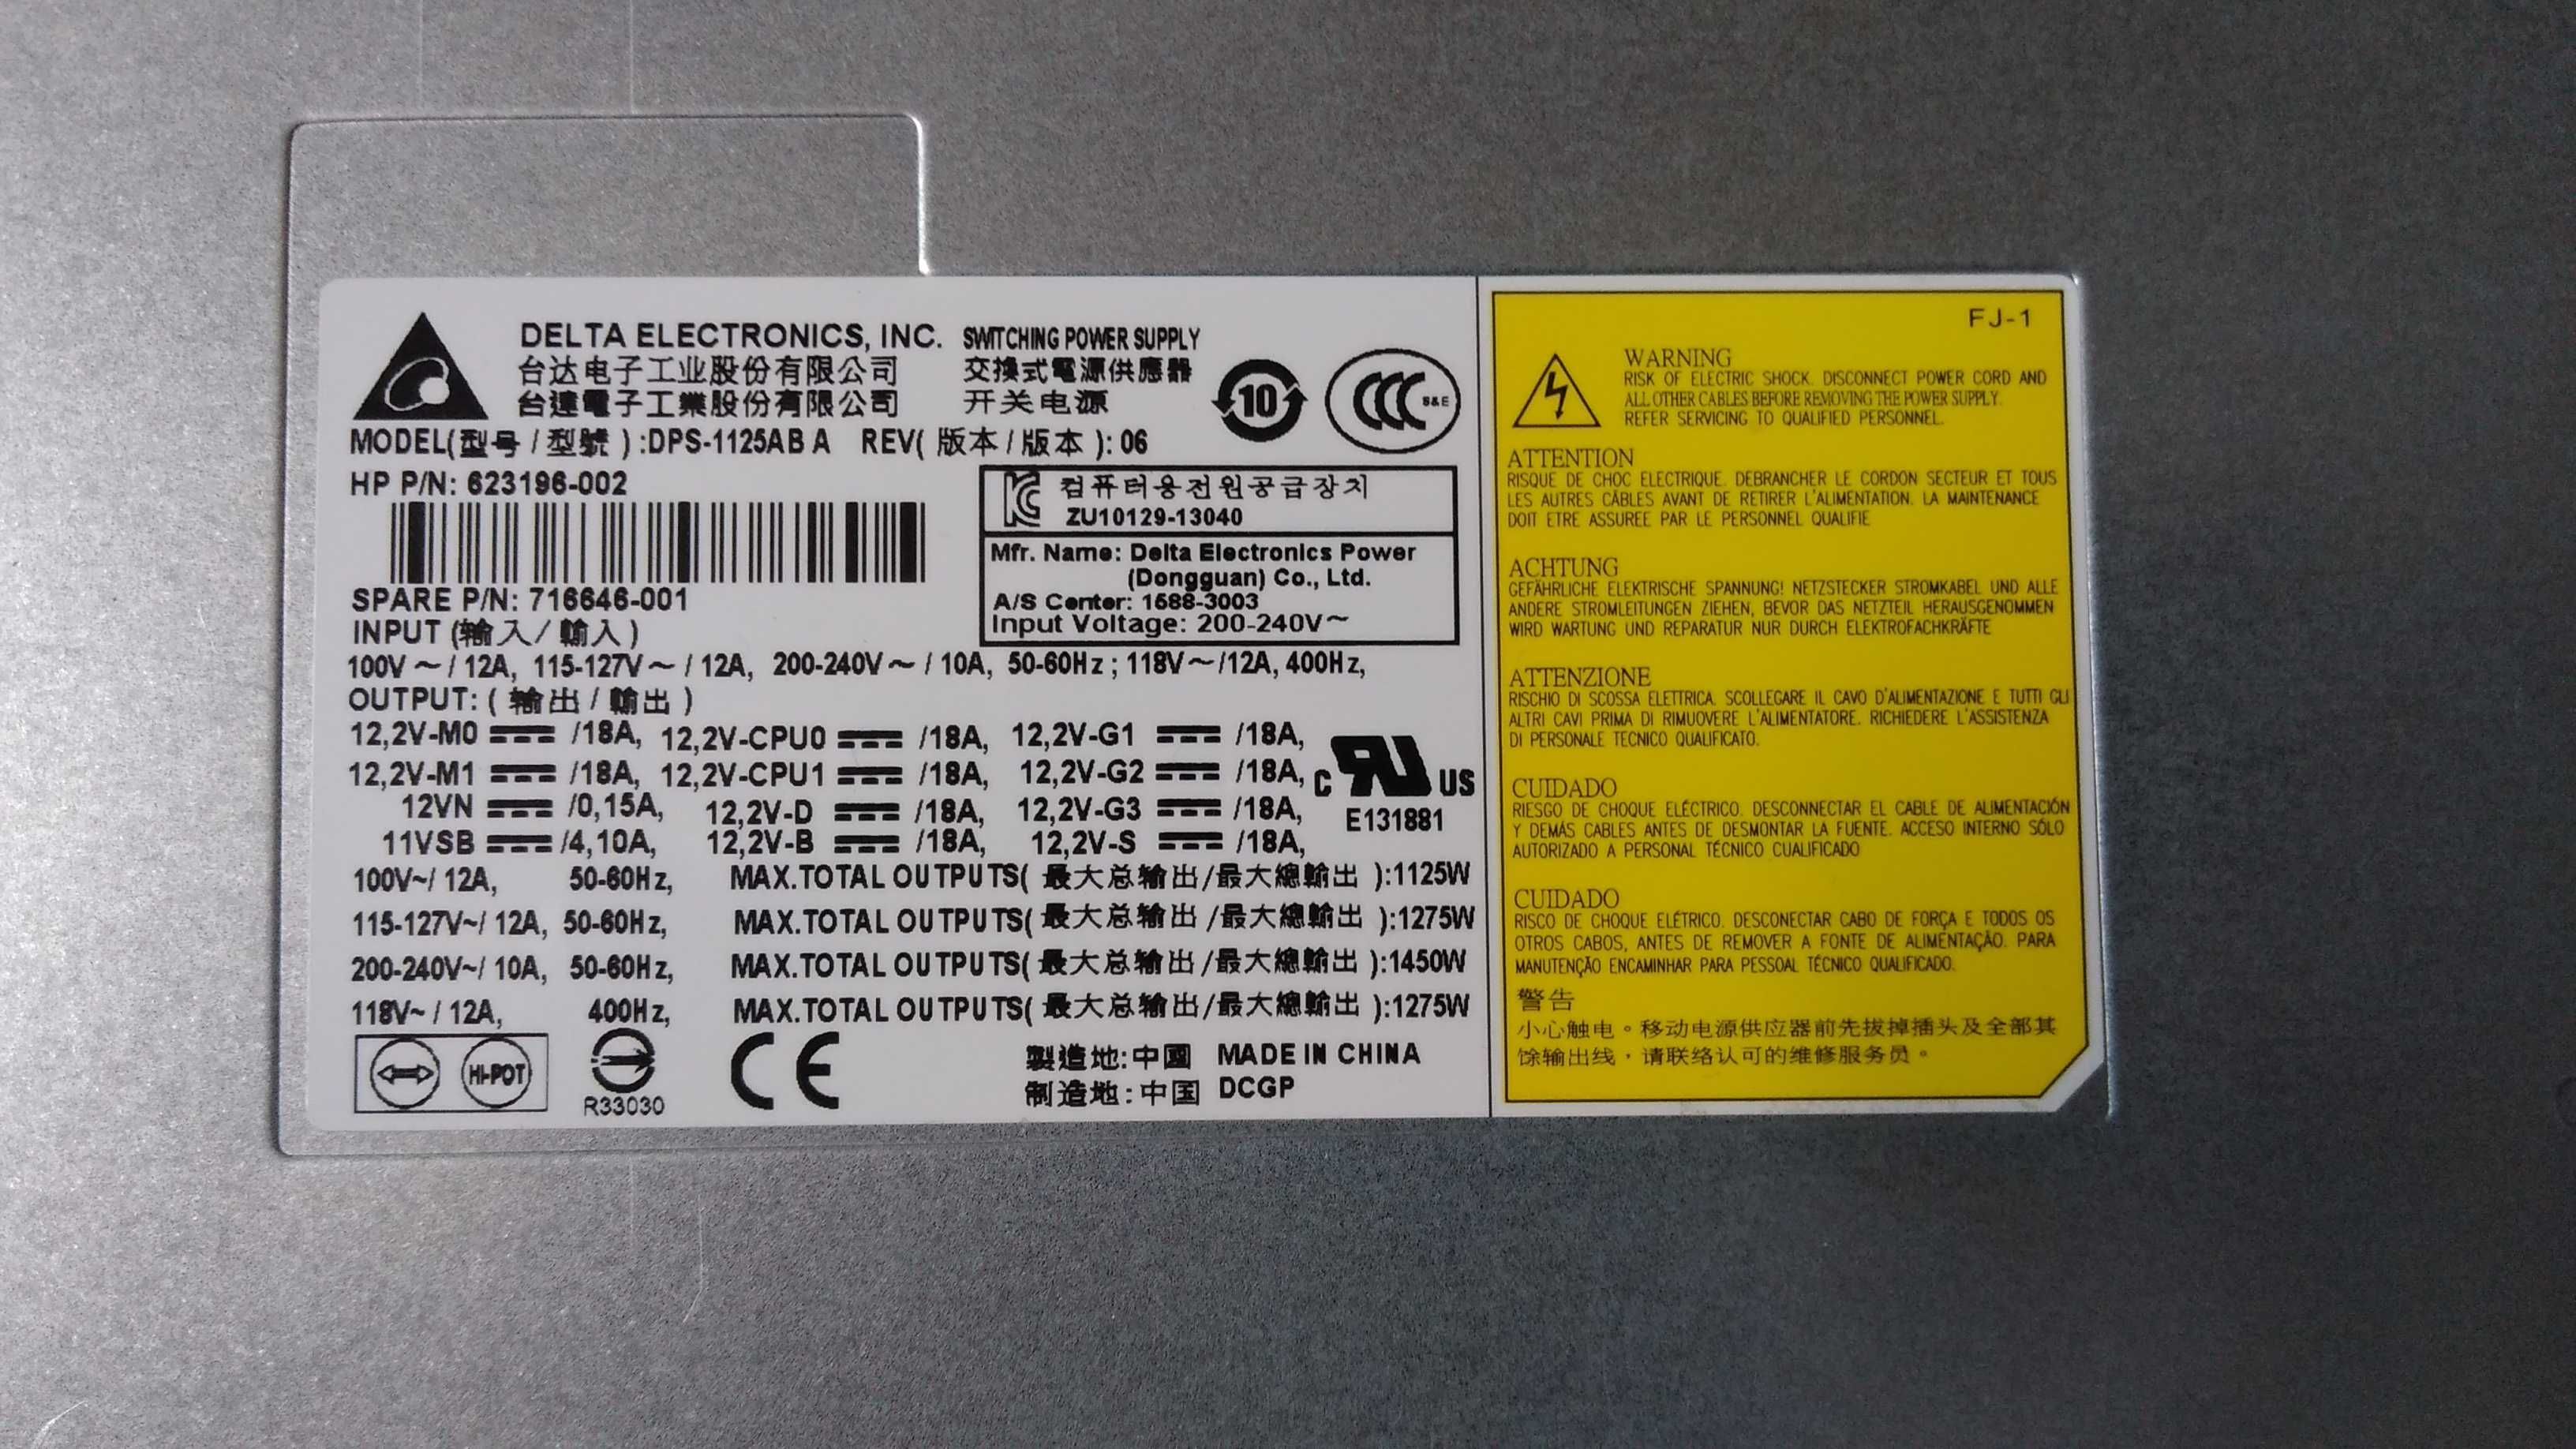 DELTA ELECTRONICS, INC. SWITCHING POWER SUPPLY
台达电子工业股份有限公司 交換式電源供應器
台達電子工業股份有限公司 开关电源
10
CCC S&E
MODEL(型号 / 型號 ) :DPS-1125AB A REV( 版本 / 版本 ): 06
HP P/N: 623196-002
컴퓨터용전원공급장치
ZU10129-13040
Mfr. Name: Delta Electronics Power
(Dongguan) Co., Ltd.
A/S Center: 1588-3003
Input Voltage: 200-240V~
SPARE P/N: 716646-001
INPUT (输入/ 輸入 )
100V ~ / 12A, 115-127V ~ / 12A, 200-240V ~ / 10A, 50-60Hz ; 118V ~/12A, 400Hz,
OUTPUT: ( 输出 / 輸出 )
12,2V-M0 ⎓ /18A, 12,2V-CPU0 ⎓ /18A, 12,2V-G1 ⎓ /18A,
12,2V-M1 ⎓ /18A, 12,2V-CPU1 ⎓ /18A, 12,2V-G2 ⎓ /18A,
12VN ⎓ /0,15A, 12,2V-D ⎓ /18A, 12,2V-G3 ⎓ /18A,
11VSB ⎓ /4,10A, 12,2V-B ⎓ /18A, 12,2V-S ⎓ /18A,
C RU US
E131881
100V~/ 12A, 50-60Hz, MAX.TOTAL OUTPUTS( 最大总输出/最大總輸出 ):1125W
115-127V~/ 12A, 50-60Hz, MAX.TOTAL OUTPUTS( 最大总输出 /最大總輸出 ):1275W
200-240V~/ 10A, 50-60Hz, MAX.TOTAL OUTPUTS( 最大总输出/最大總輸出 ):1450W
118V~ / 12A, 400Hz, MAX.TOTAL OUTPUTS( 最大总输出/最大總輸出 ):1275W
HI-POT
R33030
CE
製造地:中國 MADE IN CHINA
制造地:中国 DCGP
FJ-1
WARNING
RISK OF ELECTRIC SHOCK. DISCONNECT POWER CORD AND
ALL OTHER CABLES BEFORE REMOVING THE POWER SUPPLY.
REFER SERVICING TO QUALIFIED PERSONNEL.
ATTENTION
RISQUE DE CHOC ELECTRIQUE. DEBRANCHER LE CORDON SECTEUR ET TOUS
LES AUTRES CÂBLES AVANT DE RETIRER L'ALIMENTATION. LA MAINTENANCE
DOIT ETRE ASSUREE PAR LE PERSONNEL QUALIFIE
ACHTUNG
GEFÄHRLICHE ELEKTRISCHE SPANNUNG! NETZSTECKER STROMKABEL UND ALLE
ANDERE STROMLEITUNGEN ZIEHEN, BEVOR DAS NETZTEIL HERAUSGENOMMEN
WIRD WARTUNG UND REPARATUR NUR DURCH ELEKTROFACHKRÄFTE
ATTENZIONE
RISCHIO DI SCOSSA ELETTRICA. SCOLLEGARE IL CAVO D'ALIMENTAZIONE E TUTTI GLI
ALTRI CAVI PRIMA DI RIMUOVERE L'ALIMENTATORE. RICHIEDERE L'ASSISTENZA
DI PERSONALE TECNICO QUALIFICATO.
CUIDADO
RIESGO DE CHOQUE ELÉCTRICO. DESCONNECTAR EL CABLE DE ALIMENTACIÓN
Y DEMÁS CABLES ANTES DE DESMONTAR LA FUENTE. ACCESO INTERNO SÓLO
AUTORIZADO A PERSONAL TÉCNICO CUALIFICADO
CUIDADO
RISCO DE CHOQUE ELÉTRICO. DESCONECTAR CABO DE FORÇA E TODOS OS
OTROS CABOS, ANTES DE REMOVER A FONTE DE ALIMENTAÇÃO. PARA
MANUTENÇÃO ENCAMINHAR PARA PESSOAL TÉCNICO QUALIFICADO.
警告
小心触电。移动电源供应器前先拔掉插头及全部其
馀输出线，请联络认可的维修服务员。